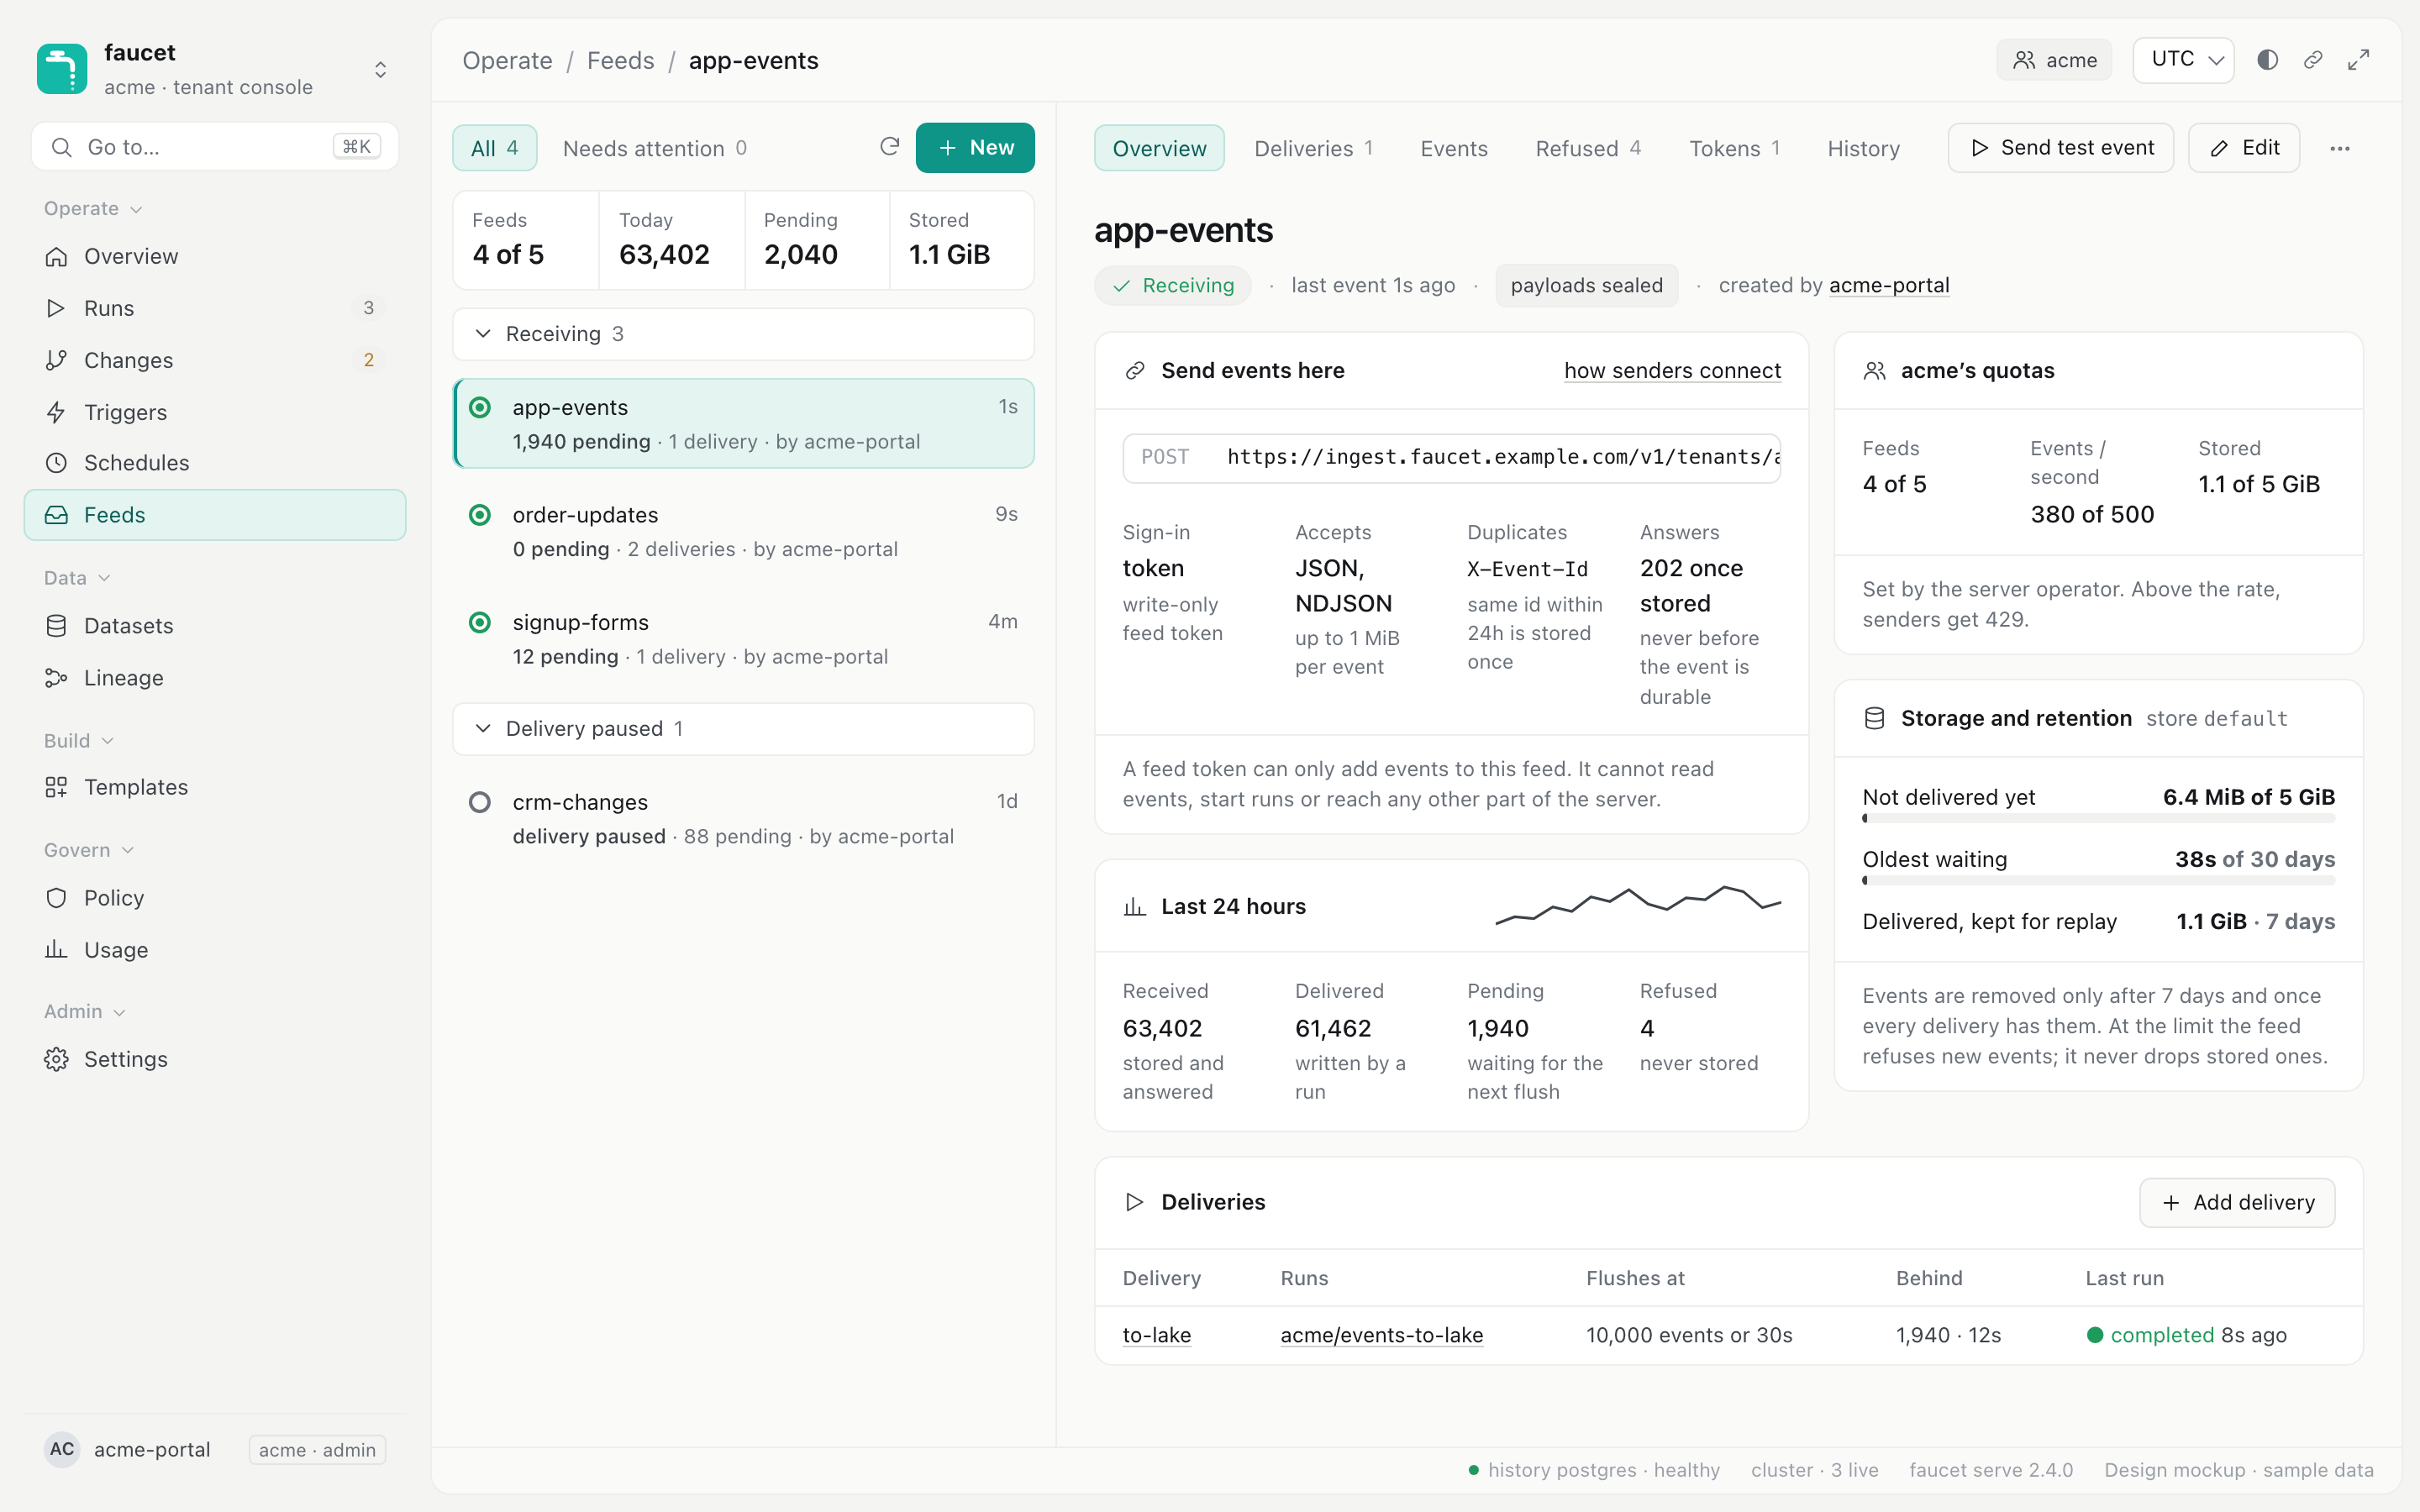 faucet
acme · tenant console
Go to...
⌘K
Operate
Overview
Runs 3
Changes 2
Triggers
Schedules
Feeds
Data
Datasets
Lineage
Build
Templates
Govern
Policy
Usage
Admin
Settings
AC acme-portal acme · admin
Operate / Feeds / app-events
acme
UTC
All 4
Needs attention 0
New
Feeds
4 of 5
Today
63,402
Pending
2,040
Stored
1.1 GiB
Receiving 3
app-events 1s
1,940 pending · 1 delivery · by acme-portal
order-updates 9s
0 pending · 2 deliveries · by acme-portal
signup-forms 4m
12 pending · 1 delivery · by acme-portal
Delivery paused 1
crm-changes 1d
delivery paused · 88 pending · by acme-portal
Overview
Deliveries 1
Events
Refused 4
Tokens 1
History
Send test event
Edit
app-events
Receiving · last event 1s ago · payloads sealed · created by acme-portal
Send events here
how senders connect
POST https://ingest.faucet.example.com/v1/tenants/a
Sign-in
token
write-only
feed token
Accepts
JSON,
NDJSON
up to 1 MiB
per event
Duplicates
X-Event-Id
same id within
24h is stored
once
Answers
202 once
stored
never before
the event is
durable
A feed token can only add events to this feed. It cannot read
events, start runs or reach any other part of the server.
Last 24 hours
Received
63,402
stored and
answered
Delivered
61,462
written by a
run
Pending
1,940
waiting for the
next flush
Refused
4
never stored
acme's quotas
Feeds
4 of 5
Events /
second
380 of 500
Stored
1.1 of 5 GiB
Set by the server operator. Above the rate,
senders get 429.
Storage and retention store default
Not delivered yet 6.4 MiB of 5 GiB
Oldest waiting 38s of 30 days
Delivered, kept for replay 1.1 GiB · 7 days
Events are removed only after 7 days and once
every delivery has them. At the limit the feed
refuses new events; it never drops stored ones.
Deliveries
Add delivery
Delivery Runs Flushes at Behind Last run
to-lake acme/events-to-lake 10,000 events or 30s 1,940 · 12s completed 8s ago
history postgres · healthy cluster · 3 live faucet serve 2.4.0 Design mockup · sample data